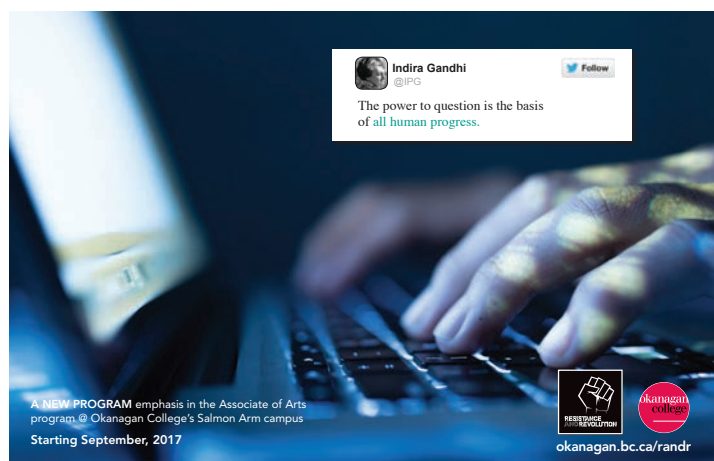 Indira Gandhi
@IPG
Follow
The power to question is the basis
of all human progress.
A NEW PROGRAM emphasis in the Associate of Arts
program @ Okanagan College's Salmon Arm campus
Starting September, 2017
RESISTANCE
AND REVOLUTION
okanagan
college
okanagan.bc.ca/randr